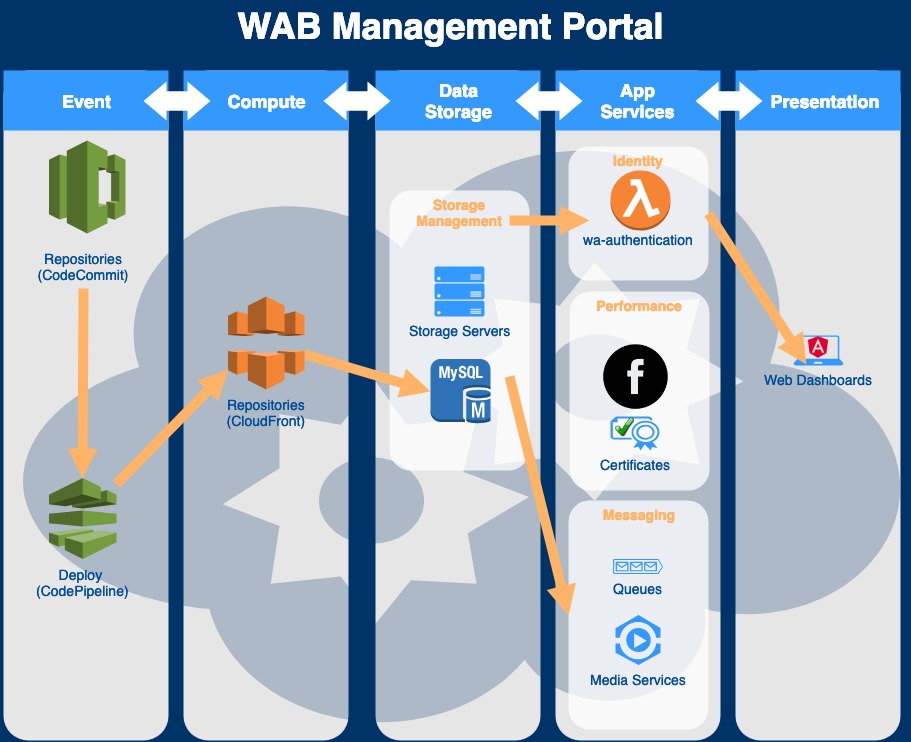 WAB Management Portal
Event
Compute
Data
Storage
App
Services
Presentation
Repositories
(CodeCommit)
Deploy
(CodePipeline)
Repositories
(CloudFront)
Storage
Management
Storage Servers
MySQL
M
Identity
λ
wa-authentication
Performance
f
Certificates
Messaging
Queues
Media Services
A
Web Dashboards